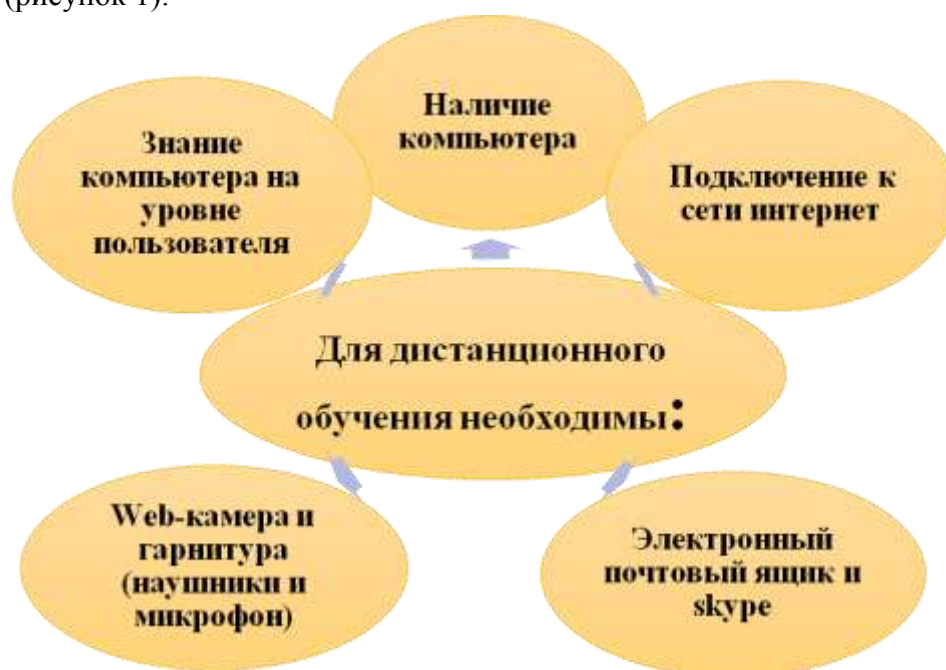 (рисунок 1).
Наличие
компьютера
Знание
компьютера на
уровне
пользователя
Подключение к
сети интернет
Для дистанционного
обучения необходимы:
Web-камера и
гарнитура
(наушники и
микрофон)
Электронный
почтовый ящик и
skype